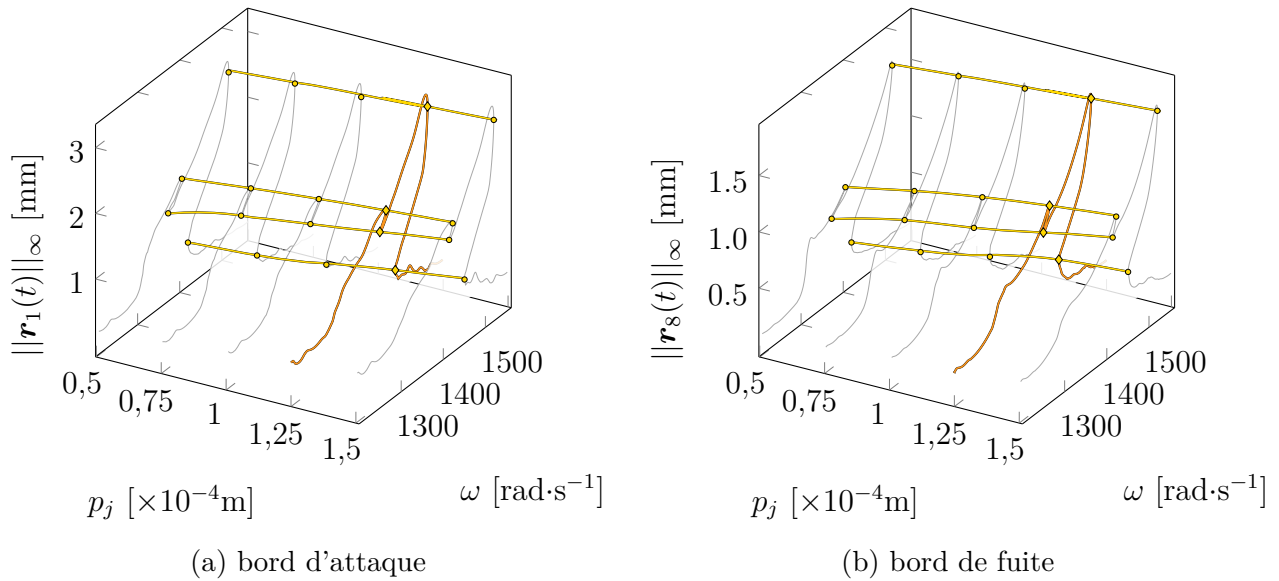 ||r₁(t)||∞ [mm]
3
2
1
0,5
0,75
1
1,25
1,5
1300
1400
1500
p_j [×10⁻⁴m]
ω [rad·s⁻¹]
(a) bord d'attaque
||r₈(t)||∞ [mm]
1.5
1.0
0.5
0,5
0,75
1
1,25
1,5
1300
1400
1500
p_j [×10⁻⁴m]
ω [rad·s⁻¹]
(b) bord de fuite